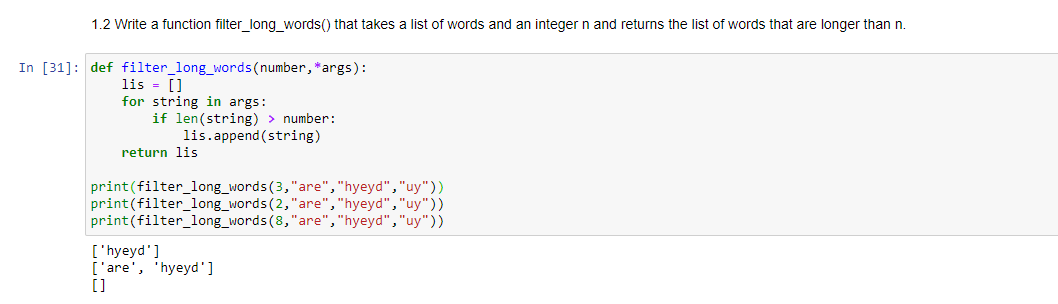 1.2 Write a function filter_long_words() that takes a list of words and an integer n and returns the list of words that are longer than n.
In [31]: def filter_long_words(number,*args):
    lis = []
    for string in args:
        if len(string) > number:
            lis.append(string)
    return lis

print(filter_long_words(3,"are","hyeyd","uy"))
print(filter_long_words(2,"are","hyeyd","uy"))
print(filter_long_words(8,"are","hyeyd","uy"))
['hyeyd']
['are', 'hyeyd']
[]